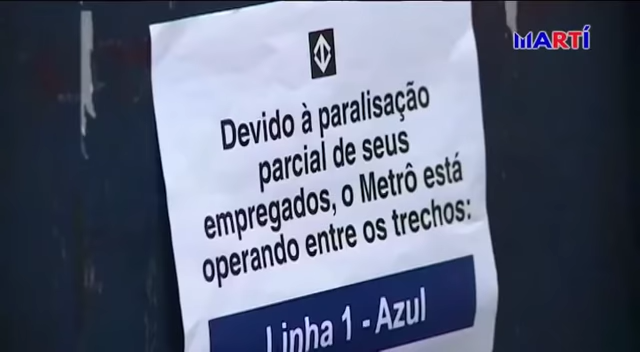 MARTÍ
Devido à paralisação
parcial de seus
empregados, o Metrô está
operando entre os trechos:
Linha 1 - Azul